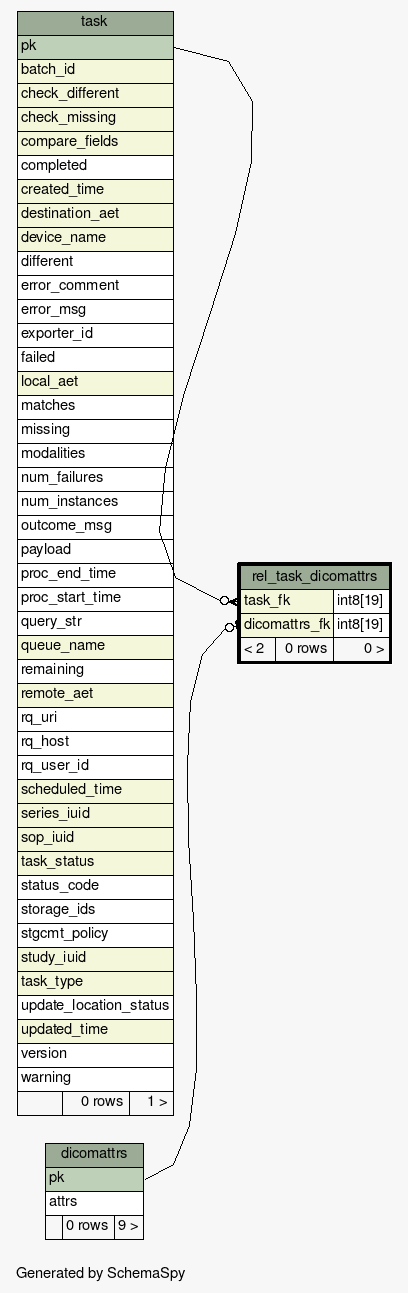 task
pk
batch_id
check_different
check_missing
compare_fields
completed
created_time
destination_aet
device_name
different
error_comment
error_msg
exporter_id
failed
local_aet
matches
missing
modalities
num_failures
num_instances
outcome_msg
payload
proc_end_time
proc_start_time
query_str
queue_name
remaining
remote_aet
rq_uri
rq_host
rq_user_id
scheduled_time
series_iuid
sop_iuid
task_status
status_code
storage_ids
stgcmt_policy
study_iuid
task_type
update_location_status
updated_time
version
warning
0 rows 1 >
rel_task_dicomattrs
task_fk int8[19]
dicomattrs_fk int8[19]
< 2 0 rows 0 >
dicomattrs
pk
attrs
0 rows 9 >
Generated by SchemaSpy